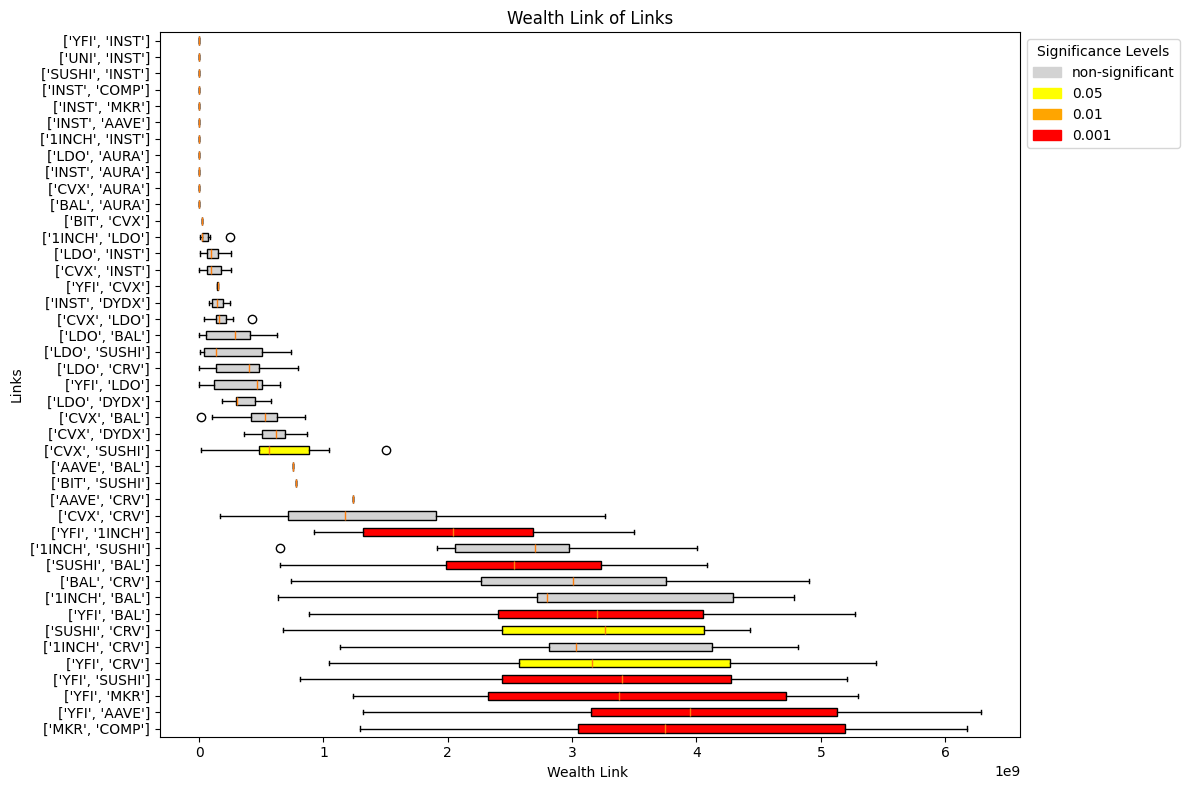 Wealth Link of Links
['YFI', 'INST']
['UNI', 'INST']
['SUSHI', 'INST']
['INST', 'COMP']
['INST', 'MKR']
['INST', 'AAVE']
['1INCH', 'INST']
['LDO', 'AURA']
['INST', 'AURA']
['CVX', 'AURA']
['BAL', 'AURA']
['BIT', 'CVX']
['1INCH', 'LDO']
['LDO', 'INST']
['CVX', 'INST']
['YFI', 'CVX']
['INST', 'DYDX']
['CVX', 'LDO']
['LDO', 'BAL']
['LDO', 'SUSHI']
['LDO', 'CRV']
['YFI', 'LDO']
['LDO', 'DYDX']
['CVX', 'BAL']
['CVX', 'DYDX']
['CVX', 'SUSHI']
['AAVE', 'BAL']
['BIT', 'SUSHI']
['AAVE', 'CRV']
['CVX', 'CRV']
['YFI', '1INCH']
['1INCH', 'SUSHI']
['SUSHI', 'BAL']
['BAL', 'CRV']
['1INCH', 'BAL']
['YFI', 'BAL']
['SUSHI', 'CRV']
['1INCH', 'CRV']
['YFI', 'CRV']
['YFI', 'SUSHI']
['YFI', 'MKR']
['YFI', 'AAVE']
['MKR', 'COMP']
Links
0 1 2 3 4 5 6
1e9
Wealth Link
Significance Levels
non-significant
0.05
0.01
0.001